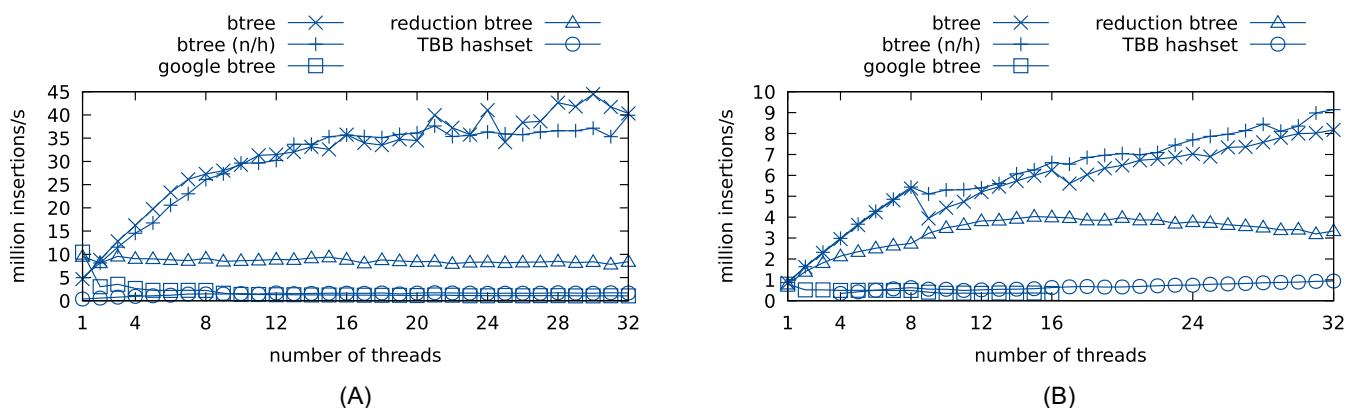 btree
btree (n/h)
google btree
reduction btree
TBB hashset
45
40
35
30
25
20
15
10
5
0
million insertions/s
1 4 8 12 16 20 24 28 32
number of threads
(A)
btree
btree (n/h)
google btree
reduction btree
TBB hashset
10
9
8
7
6
5
4
3
2
1
0
million insertions/s
1 4 8 16 24 32
number of threads
(B)